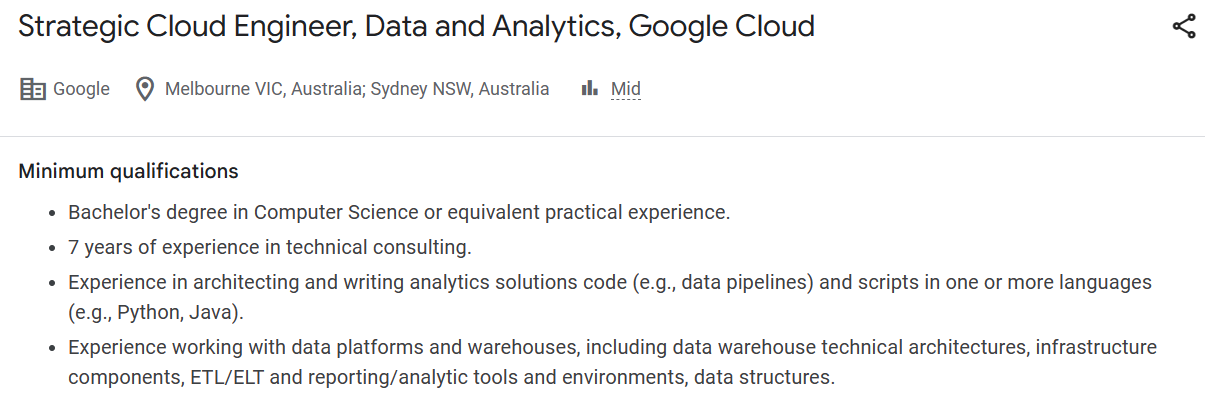 Strategic Cloud Engineer, Data and Analytics, Google Cloud
Google Melbourne VIC, Australia; Sydney NSW, Australia Mid
Minimum qualifications
• Bachelor's degree in Computer Science or equivalent practical experience.
• 7 years of experience in technical consulting.
• Experience in architecting and writing analytics solutions code (e.g., data pipelines) and scripts in one or more languages
(e.g., Python, Java).
• Experience working with data platforms and warehouses, including data warehouse technical architectures, infrastructure
components, ETL/ELT and reporting/analytic tools and environments, data structures.